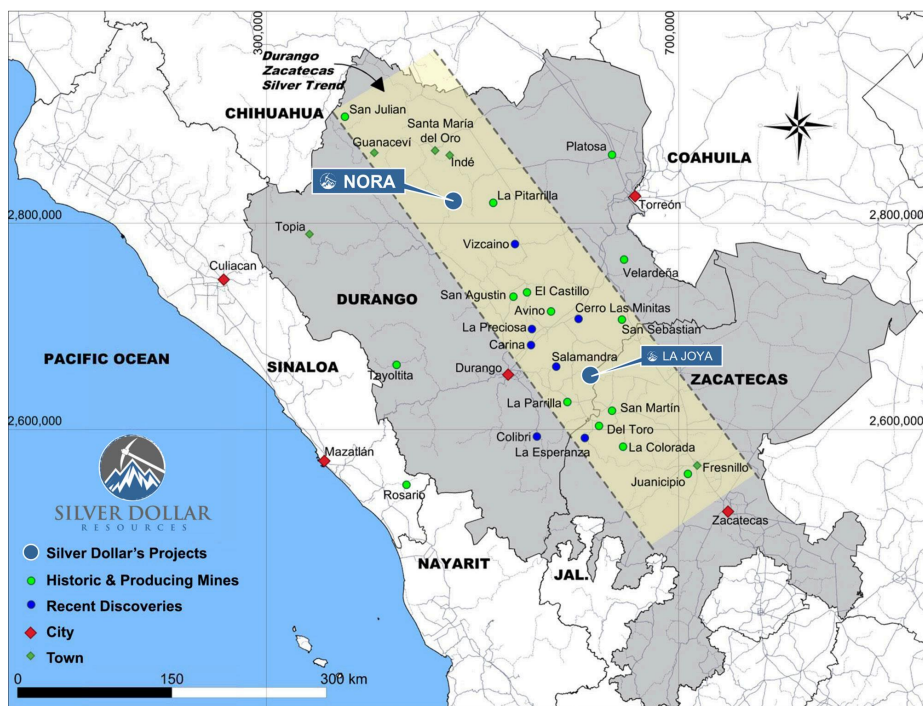 300,000
700,000
Durango
Zacatecas
Silver Trend
CHIHUAHUA
San Julian
Santa María
del Oro
Guanaceví
Indé
Platosa
COAHUILA
NORA
La Pitarrilla
Torreón
2,800,000
2,800,000
Topia
Vizcaino
Culiacan
Velardeña
DURANGO
San Agustin
El Castillo
Avino
Cerro Las Minitas
San Sebastian
La Preciosa
Carina
PACIFIC OCEAN
SINALOA
Salamandra
LA JOYA
Durango
Tayoltita
ZACATECAS
La Parrilla
San Martín
2,600,000
2,600,000
Del Toro
Colibri
La Esperanza
La Colorada
Mazatlán
Fresnillo
Juanicipio
Rosario
Zacatecas
SILVER DOLLAR
RESOURCES
NAYARIT
JAL.
Silver Dollar's Projects
Historic & Producing Mines
Recent Discoveries
City
Town
0
150
300 km